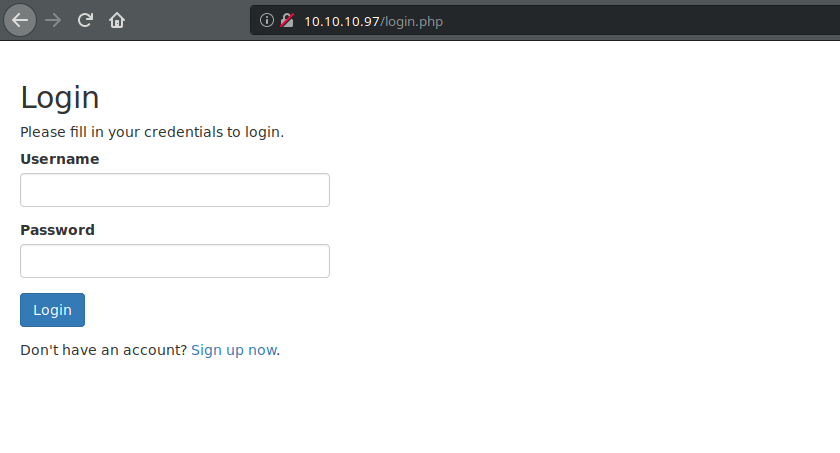 10.10.10.97/login.php
Login
Please fill in your credentials to login.
Username
Password
Login
Don't have an account? Sign up now.